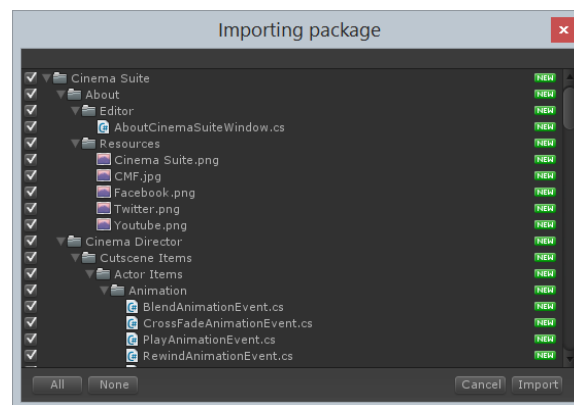 Importing package
Cinema Suite NEW
About NEW
Editor NEW
AboutCinemaSuiteWindow.cs NEW
Resources NEW
Cinema Suite.png NEW
CMF.jpg NEW
Facebook.png NEW
Twitter.png NEW
Youtube.png NEW
Cinema Director NEW
Cutscene Items NEW
Actor Items NEW
Animation NEW
BlendAnimationEvent.cs NEW
CrossFadeAnimationEvent.cs NEW
PlayAnimationEvent.cs NEW
RewindAnimationEvent.cs NEW
All None Cancel Import